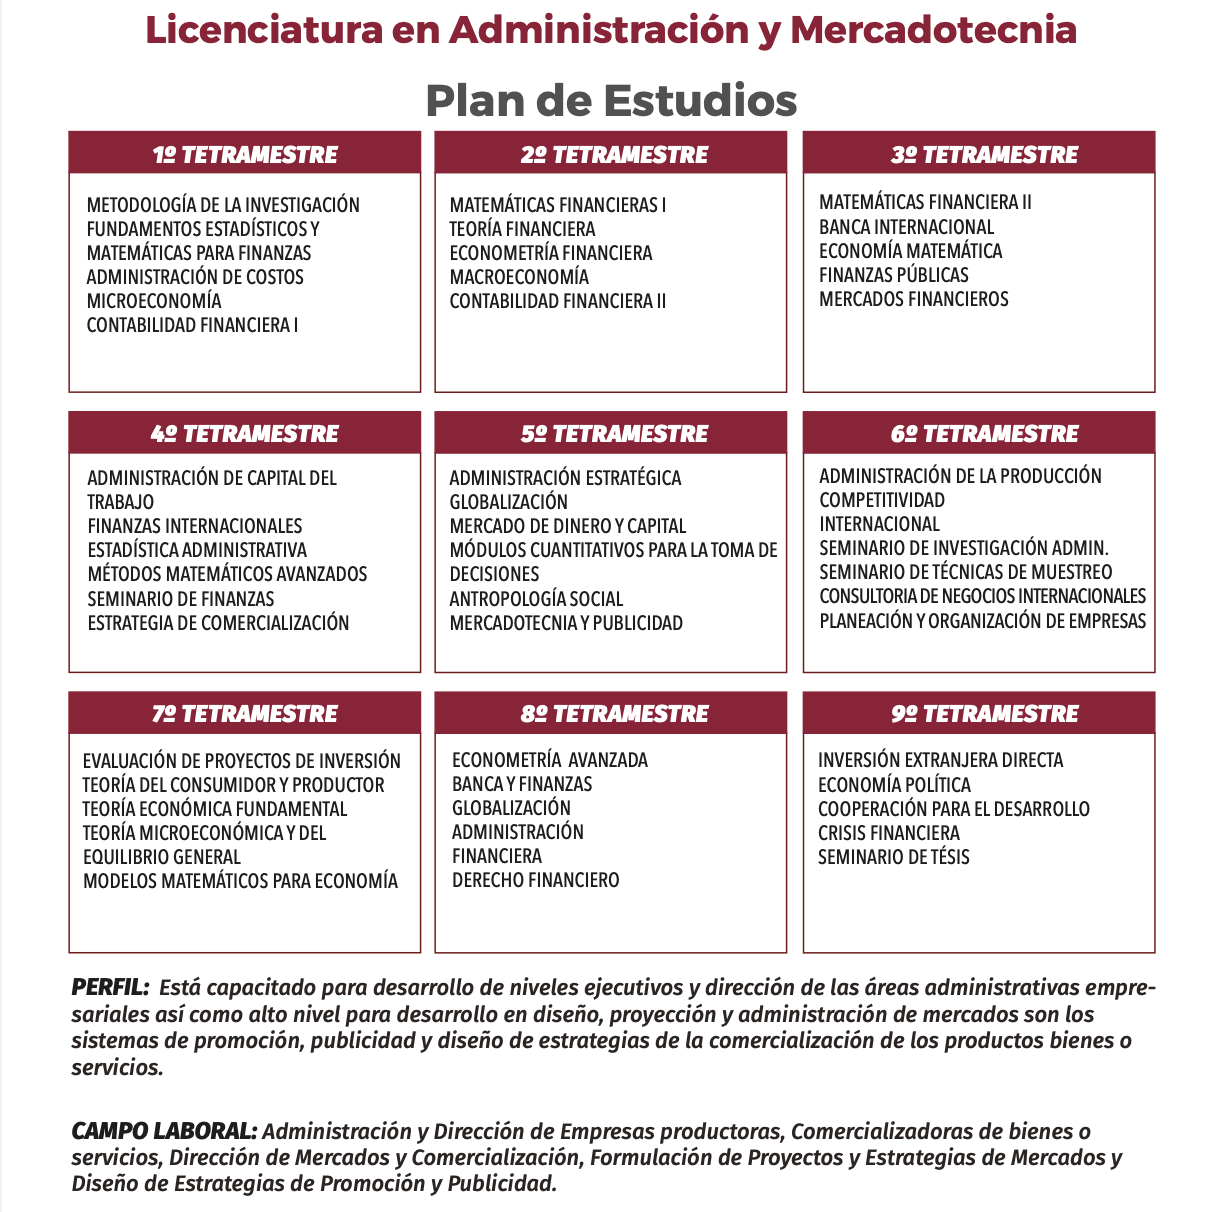 Licenciatura en Administración y Mercadotecnia
Plan de Estudios
1º TETRAMESTRE
METODOLOGÍA DE LA INVESTIGACIÓN
FUNDAMENTOS ESTADÍSTICOS Y
MATEMÁTICAS PARA FINANZAS
ADMINISTRACIÓN DE COSTOS
MICROECONOMÍA
CONTABILIDAD FINANCIERA I
2º TETRAMESTRE
MATEMÁTICAS FINANCIERAS I
TEORÍA FINANCIERA
ECONOMETRÍA FINANCIERA
MACROECONOMÍA
CONTABILIDAD FINANCIERA II
3º TETRAMESTRE
MATEMÁTICAS FINANCIERA II
BANCA INTERNACIONAL
ECONOMÍA MATEMÁTICA
FINANZAS PÚBLICAS
MERCADOS FINANCIEROS
4º TETRAMESTRE
ADMINISTRACIÓN DE CAPITAL DEL
TRABAJO
FINANZAS INTERNACIONALES
ESTADÍSTICA ADMINISTRATIVA
MÉTODOS MATEMÁTICOS AVANZADOS
SEMINARIO DE FINANZAS
ESTRATEGIA DE COMERCIALIZACIÓN
5º TETRAMESTRE
ADMINISTRACIÓN ESTRATÉGICA
GLOBALIZACIÓN
MERCADO DE DINERO Y CAPITAL
MÓDULOS CUANTITATIVOS PARA LA TOMA DE
DECISIONES
ANTROPOLOGÍA SOCIAL
MERCADOTECNIA Y PUBLICIDAD
6º TETRAMESTRE
ADMINISTRACIÓN DE LA PRODUCCIÓN
COMPETITIVIDAD
INTERNACIONAL
SEMINARIO DE INVESTIGACIÓN ADMIN.
SEMINARIO DE TÉCNICAS DE MUESTREO
CONSULTORIA DE NEGOCIOS INTERNACIONALES
PLANEACIÓN Y ORGANIZACIÓN DE EMPRESAS
7º TETRAMESTRE
EVALUACIÓN DE PROYECTOS DE INVERSIÓN
TEORÍA DEL CONSUMIDOR Y PRODUCTOR
TEORÍA ECONÓMICA FUNDAMENTAL
TEORÍA MICROECONÓMICA Y DEL
EQUILIBRIO GENERAL
MODELOS MATEMÁTICOS PARA ECONOMÍA
8º TETRAMESTRE
ECONOMETRÍA AVANZADA
BANCA Y FINANZAS
GLOBALIZACIÓN
ADMINISTRACIÓN
FINANCIERA
DERECHO FINANCIERO
9º TETRAMESTRE
INVERSIÓN EXTRANJERA DIRECTA
ECONOMÍA POLÍTICA
COOPERACIÓN PARA EL DESARROLLO
CRISIS FINANCIERA
SEMINARIO DE TÉSIS
PERFIL: Está capacitado para desarrollo de niveles ejecutivos y dirección de las áreas administrativas empre-
sariales así como alto nivel para desarrollo en diseño, proyección y administración de mercados son los
sistemas de promoción, publicidad y diseño de estrategias de la comercialización de los productos bienes o
servicios.
CAMPO LABORAL: Administración y Dirección de Empresas productoras, Comercializadoras de bienes o
servicios, Dirección de Mercados y Comercialización, Formulación de Proyectos y Estrategias de Mercados y
Diseño de Estrategias de Promoción y Publicidad.